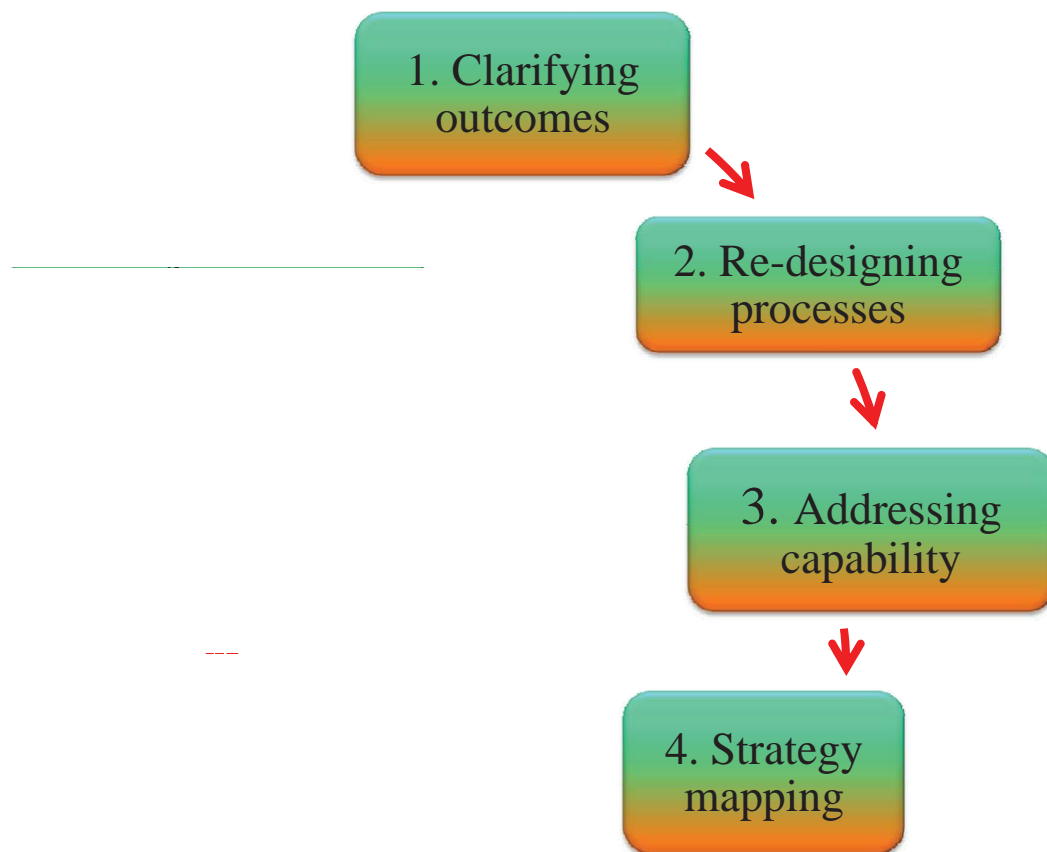 1. Clarifying
outcomes
2. Re-designing
processes
3. Addressing
capability
4. Strategy
mapping